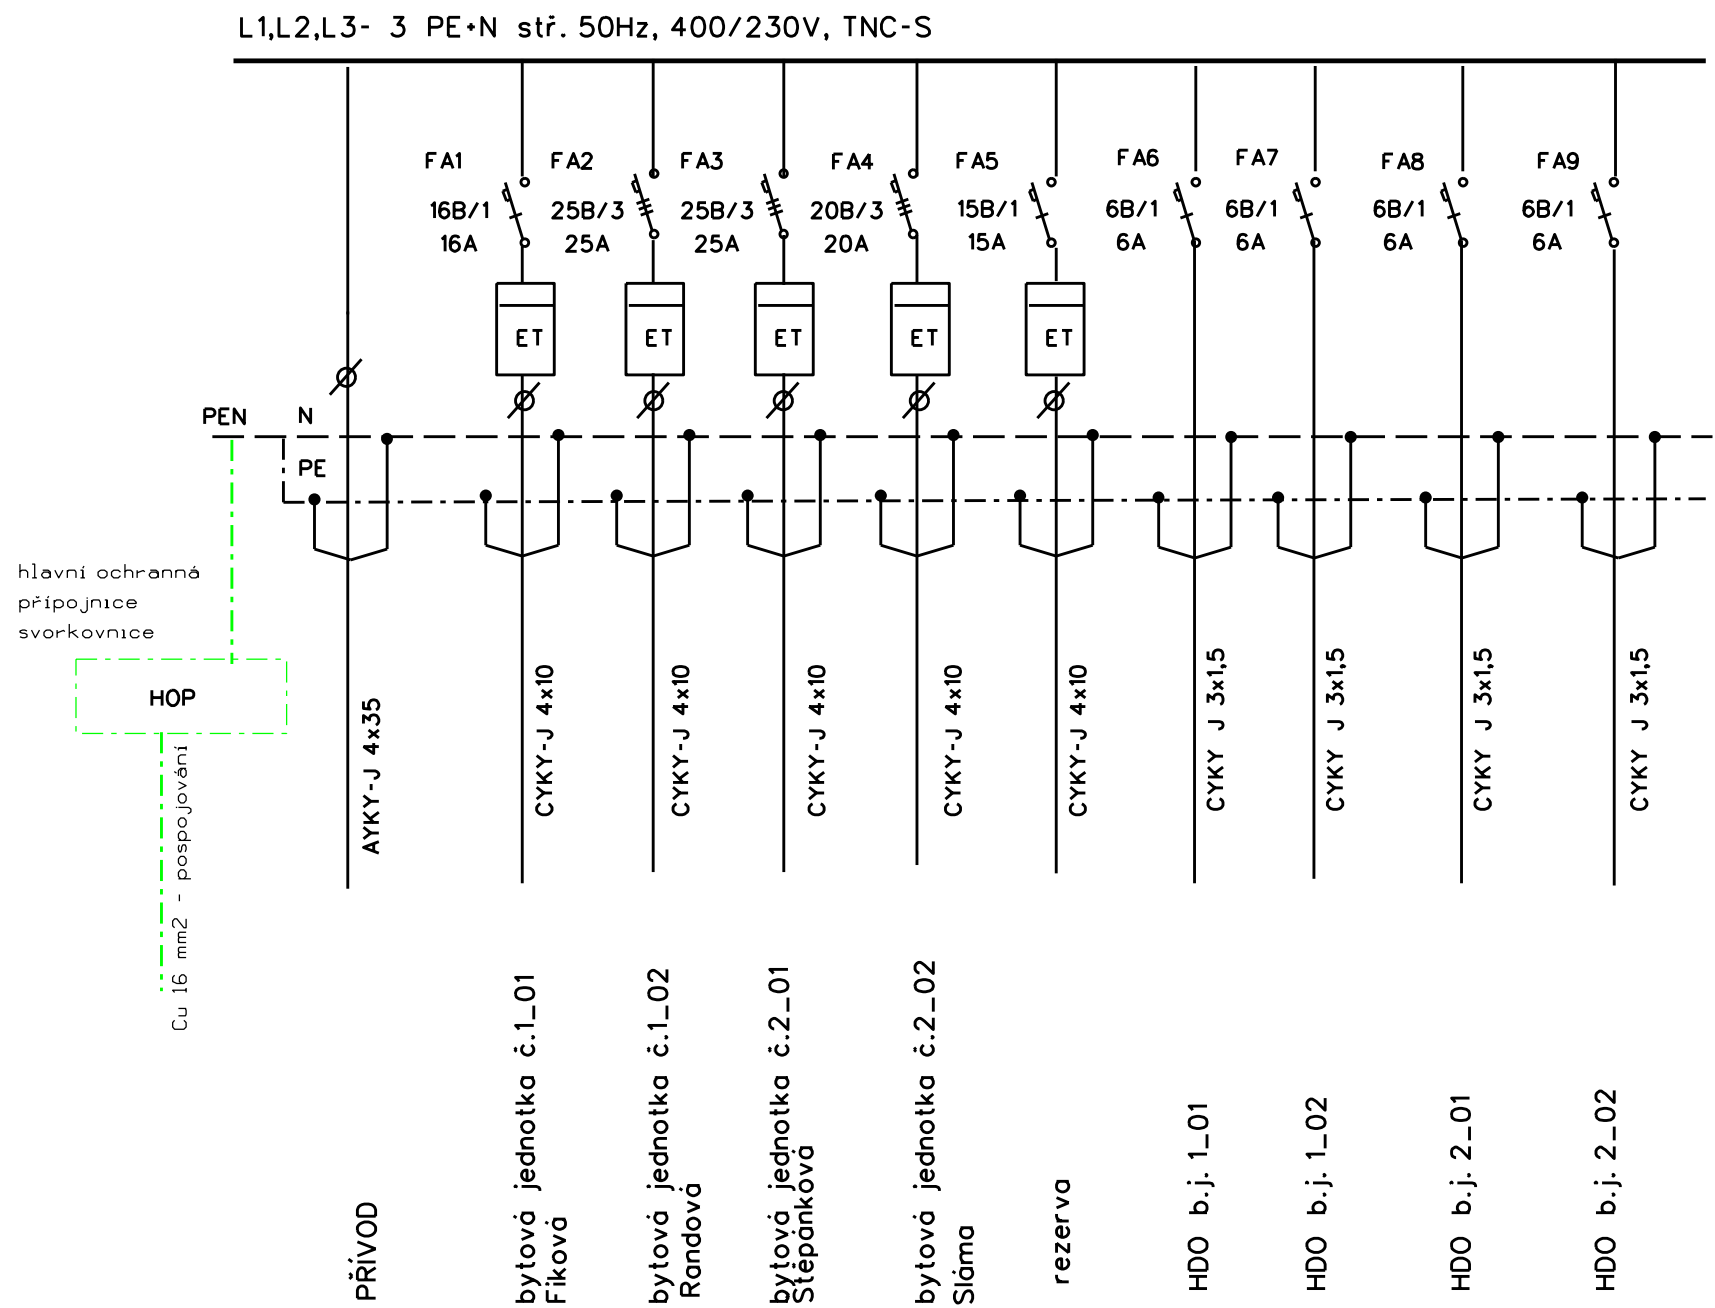 L1,L2,L3- 3 PE+N stř. 50Hz, 400/230V, TNC-S
FA1
16B/1
16A
FA2
25B/3
25A
FA3
25B/3
25A
FA4
20B/3
20A
FA5
15B/1
15A
FA6
6B/1
6A
FA7
6B/1
6A
FA8
6B/1
6A
FA9
6B/1
6A
ET
ET
ET
ET
ET
PEN
N
PE
hlavní ochranná
přípojnice
svorkovnice
HOP
Cu 16 mm2 - pospojování
AYKY-J 4x35
CYKY-J 4x10
CYKY-J 4x10
CYKY-J 4x10
CYKY-J 4x10
CYKY-J 4x10
CYKY J 3x1,5
CYKY J 3x1,5
CYKY J 3x1,5
CYKY J 3x1,5
PŘÍVOD
bytová jednotka č.1_01
Fíková
bytová jednotka č.1_02
Randová
bytová jednotka č.2_01
Štěpánková
bytová jednotka č.2_02
Sláma
rezerva
HDO b.j. 1_01
HDO b.j. 1_02
HDO b.j. 2_01
HDO b.j. 2_02